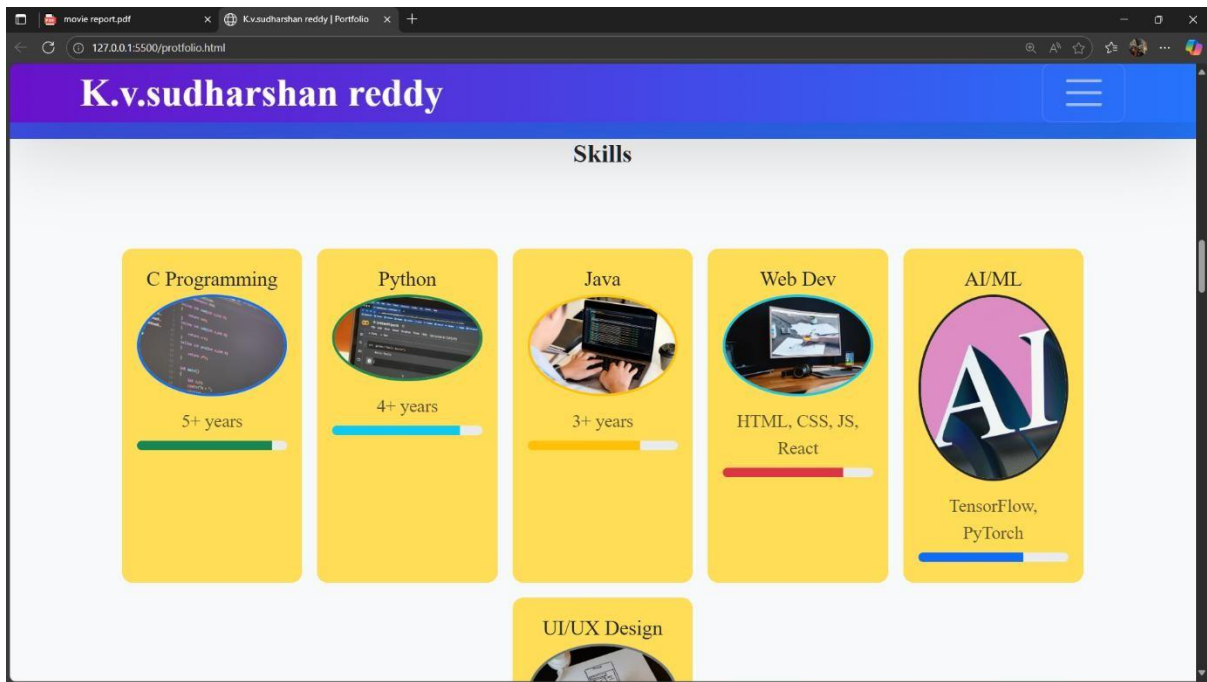 movie report.pdf
K.v.sudharshan reddy | Portfolio
127.0.0.1:5500/protfolio.html
K.v.sudharshan reddy
Skills
C Programming
5+ years
Python
4+ years
Java
3+ years
Web Dev
HTML, CSS, JS,
React
AI/ML
AI
TensorFlow,
PyTorch
UI/UX Design